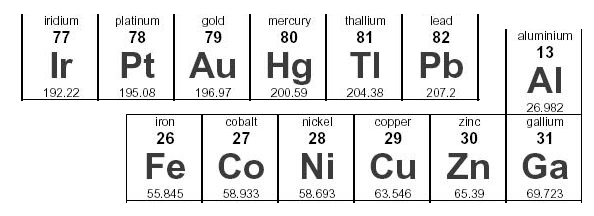 iridium platinum gold mercury thallium lead
77 78 79 80 81 82
Ir Pt Au Hg Tl Pb
192.22 195.08 196.97 200.59 204.38 207.2
aluminium
13
Al
26.982
iron cobalt nickel copper zinc gallium
26 27 28 29 30 31
Fe Co Ni Cu Zn Ga
55.845 58.933 58.693 63.546 65.39 69.723